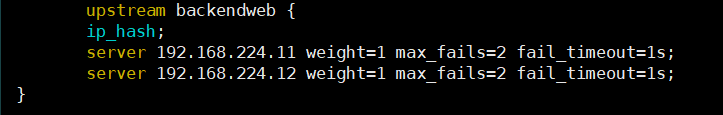 upstream backendweb {
ip_hash;
server 192.168.224.11 weight=1 max_fails=2 fail_timeout=1s;
server 192.168.224.12 weight=1 max_fails=2 fail_timeout=1s;
}